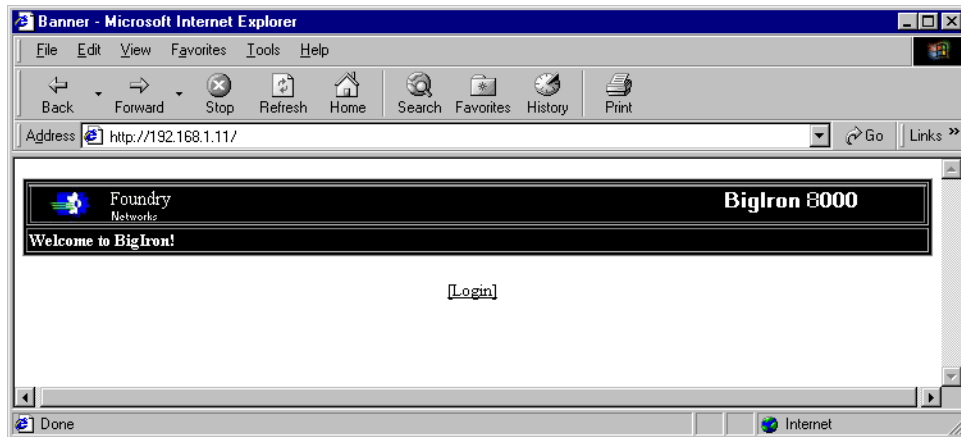 Banner - Microsoft Internet Explorer
File Edit View Favorites Tools Help
Back Forward Stop Refresh Home Search Favorites History Print
Address http://192.168.1.11/ Go Links »
Foundry BigIron 8000
Networks
Welcome to BigIron!
[Login]
Done Internet